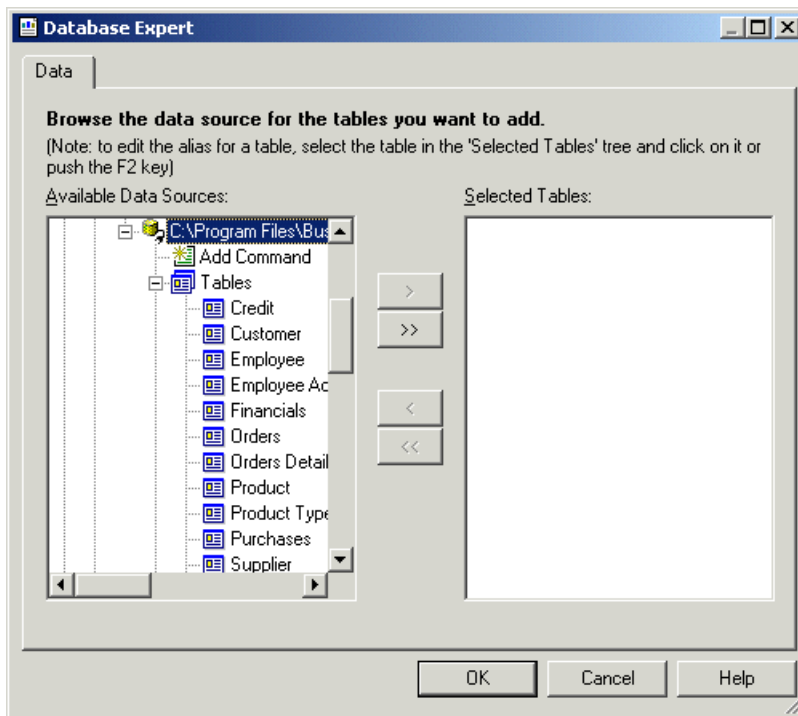 Database Expert
Data
Browse the data source for the tables you want to add.
(Note: to edit the alias for a table, select the table in the 'Selected Tables' tree and click on it or
push the F2 key)
Available Data Sources:
Selected Tables:
C:\Program Files\Bus
Add Command
Tables
Credit
Customer
Employee
Employee Ac
Financials
Orders
Orders Detail
Product
Product Type
Purchases
Supplier
>
>>
<
<<
OK
Cancel
Help